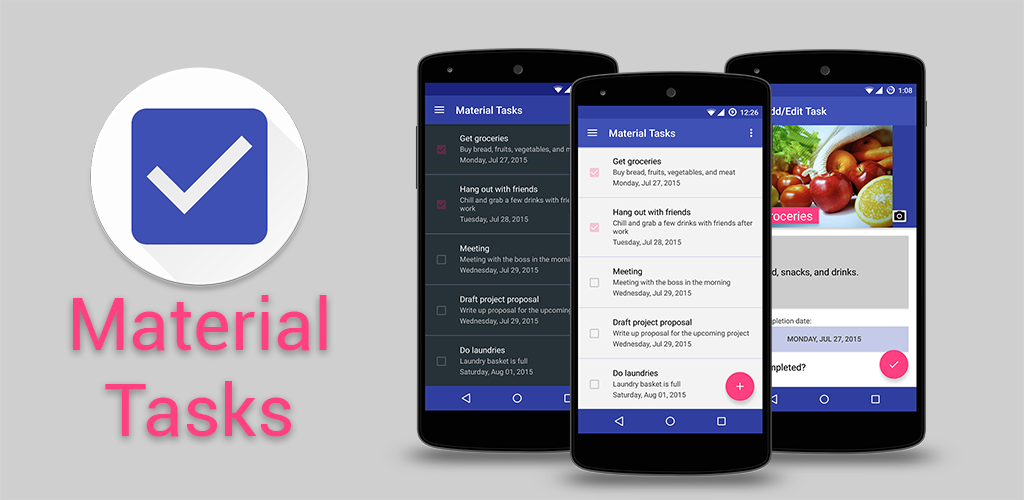 Material
Tasks
Material Tasks
Get groceries
Buy bread, fruits, vegetables, and m
Monday, Jul 27, 2015
Hang out with friends
Chill and grab a few drinks with frien
work
Tuesday, Jul 28, 2015
Meeting
Meeting with the boss in the morning
Wednesday, Jul 29, 2015
Draft project proposal
Write up proposal for the upcoming
Wednesday, Jul 29, 2015
Do laundries
Laundry basket is full
Saturday, Aug 01, 2015
12:26
Material Tasks
Get groceries
Buy bread, fruits, vegetables, and meat
Monday, Jul 27, 2015
Hang out with friends
Chill and grab a few drinks with friends after
work
Tuesday, Jul 28, 2015
Meeting
Meeting with the boss in the morning
Wednesday, Jul 29, 2015
Draft project proposal
Write up proposal for the upcoming project
Wednesday, Jul 29, 2015
Do laundries
Laundry basket is full
Saturday, Aug 01, 2015
+
1:08
dd/Edit Task
roceries
d, snacks, and drinks.
pletion date:
MONDAY, JUL 27, 2015
mpleted?